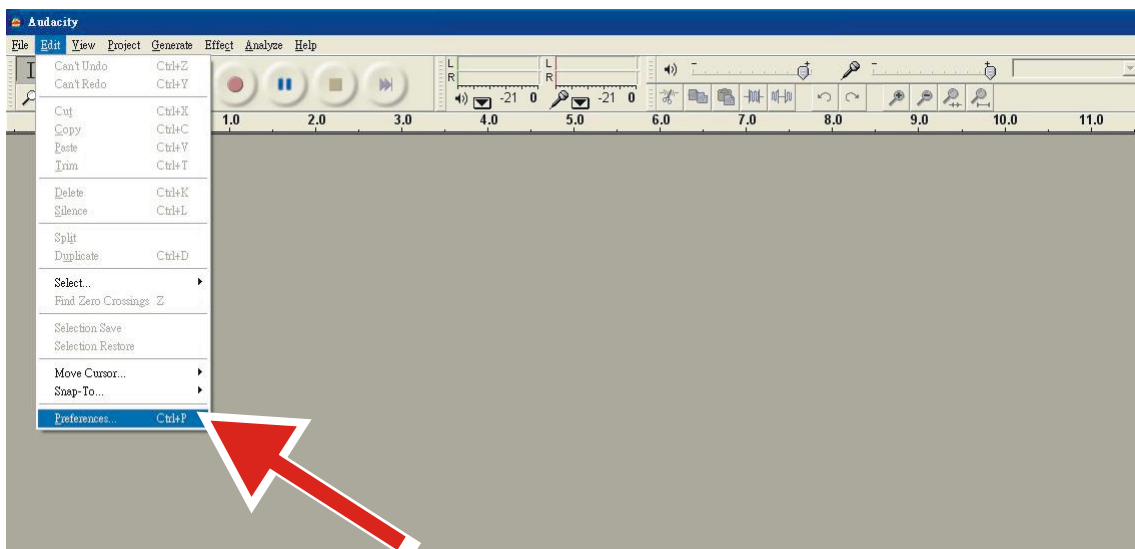 Audacity
File Edit View Project Generate Effect Analyze Help
Can't Undo Ctrl+Z
Can't Redo Ctrl+Y
Cut Ctrl+X
Copy Ctrl+C
Paste Ctrl+V
Trim Ctrl+T
Delete Ctrl+K
Silence Ctrl+L
Split
Duplicate Ctrl+D
Select...
Find Zero Crossings Z
Selection Save
Selection Restore
Move Cursor...
Snap-To...
Preferences... Ctrl+P
L L
R R
-21 0 -21 0
1.0 2.0 3.0 4.0 5.0 6.0 7.0 8.0 9.0 10.0 11.0